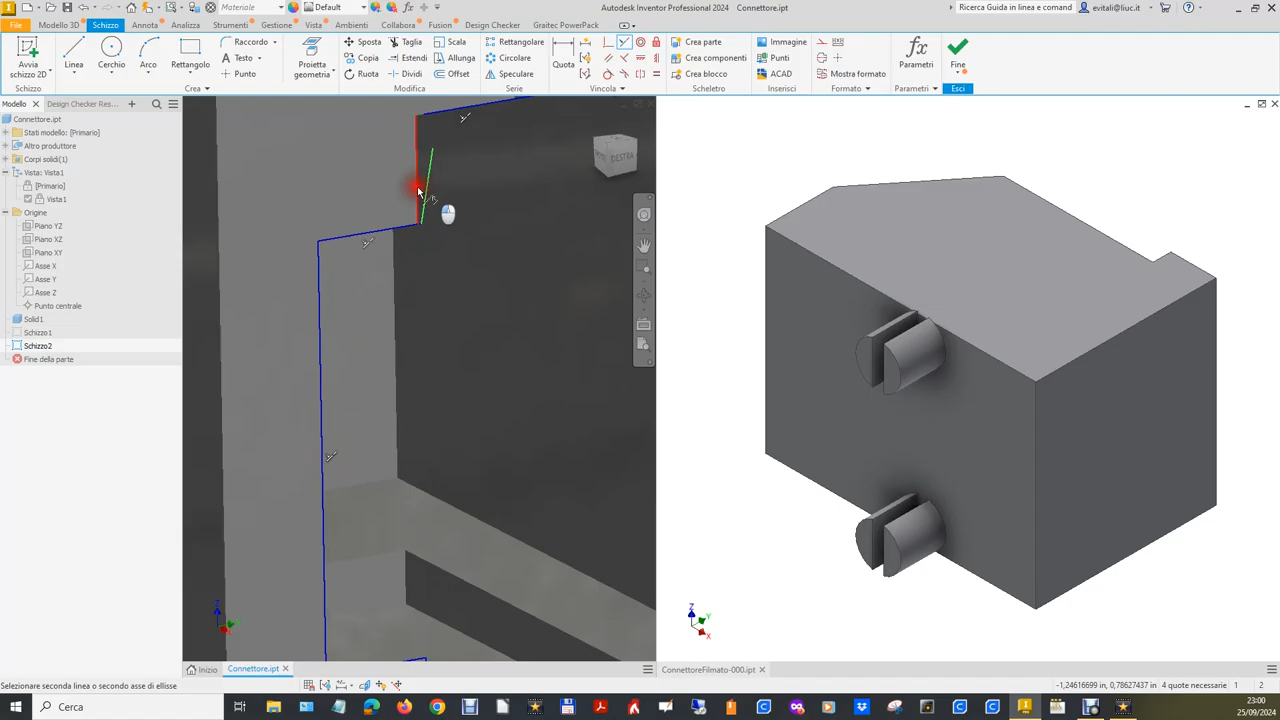 Materiale
Default
Autodesk Inventor Professional 2024 Connettore.ipt
Ricerca Guida in linea e comando
evitali@liuc.it
File Modello 3D Schizzo Annota Analizza Strumenti Gestione Vista Ambienti Collabora Fusion Design Checker Graitec PowerPack
Avvia
schizzo 2D
Linea Cerchio Arco Rettangolo
Raccordo
Testo
Punto
Proietta
geometria
Sposta Taglia Scala
Copia Estendi Allunga
Ruota Dividi Offset
Rettangolare
Circolare
Speculare
Quota
Crea parte
Crea componenti
Crea blocco
Immagine
Punti
ACAD
Mostra formato
fx
Parametri
Fine
Schizzo Crea Modifica Serie Vincola Scheletro Inserisci Formato Parametri Esci
Modello Design Checker Res...
Connettore.ipt
Stati modello: [Primario]
Altro produttore
Corpi solidi(1)
Vista: Vista1
[Primario]
Vista1
Origine
Piano YZ
Piano XZ
Piano XY
Asse X
Asse Y
Asse Z
Punto centrale
Solid1
Schizzo1
Schizzo2
Fine della parte
DESTRA
Z
X
Z
Y
X
Inizio Connettore.ipt
ConnettoreFilmato-000.ipt
Selezionare seconda linea o secondo asse di ellisse
-1,24616699 in, 0,78627437 in 4 quote necessarie 1 2
Cerca
23:00
25/09/2024